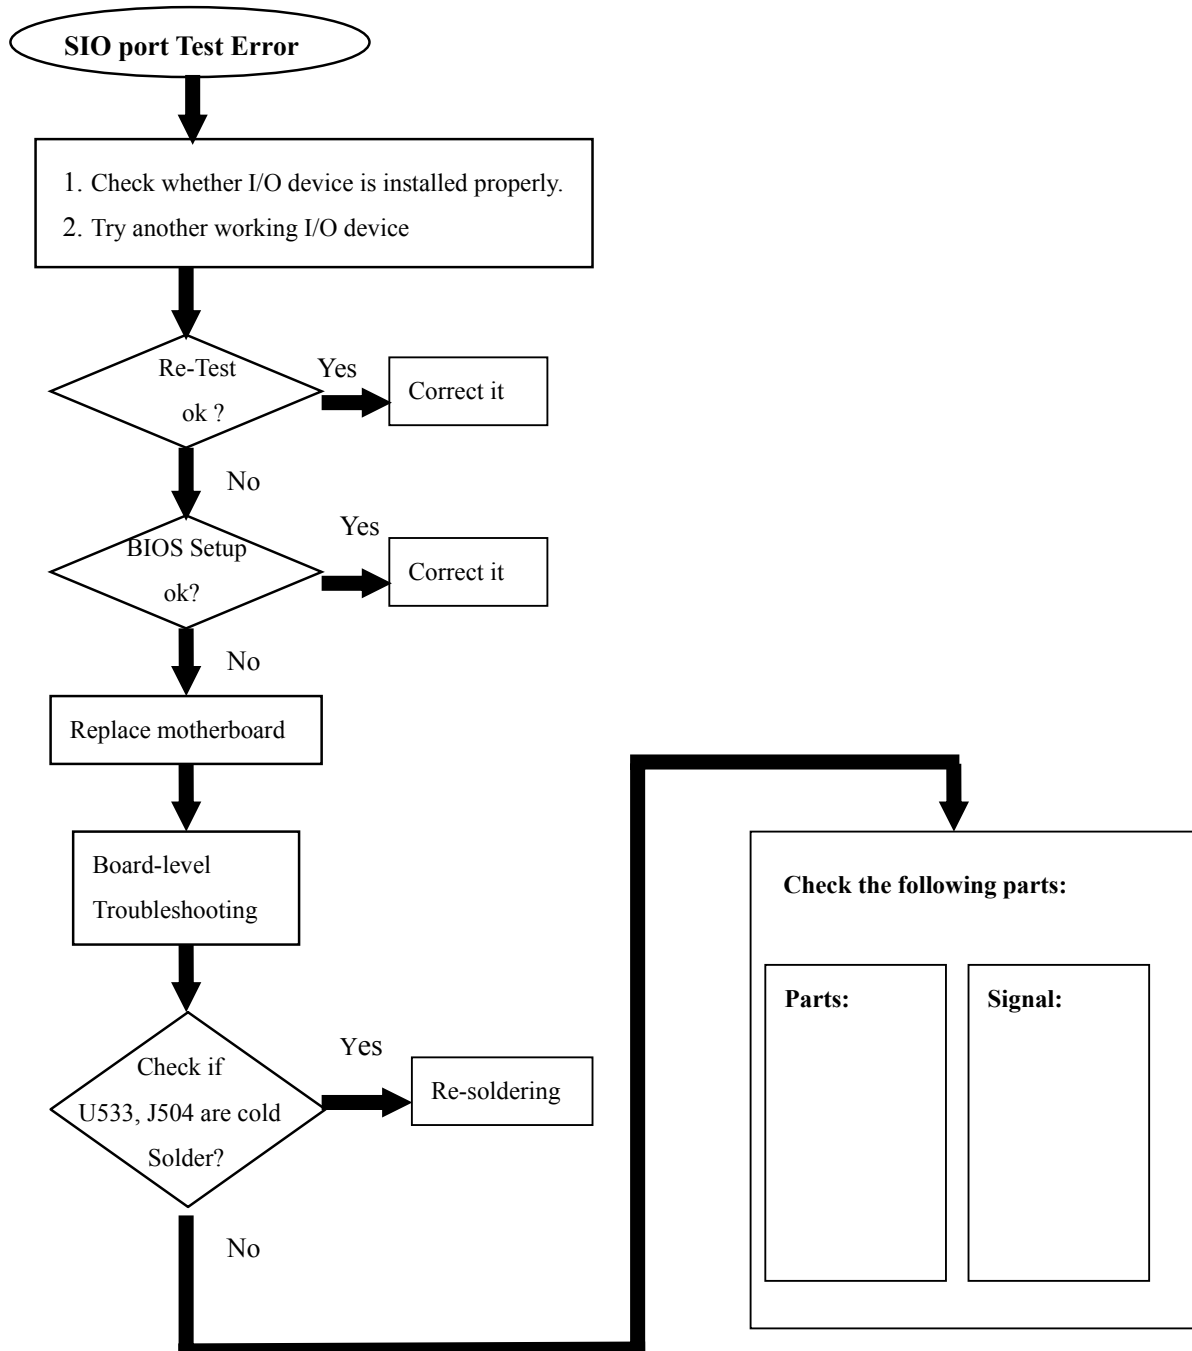 SIO port Test Error
1. Check whether I/O device is installed properly.
2. Try another working I/O device
Re-Test
ok ?
Yes
Correct it
No
BIOS Setup
ok?
Yes
Correct it
No
Replace motherboard
Board-level
Troubleshooting
Check if
U533, J504 are cold
Solder?
Yes
Re-soldering
No
Check the following parts:
Parts:
Signal: